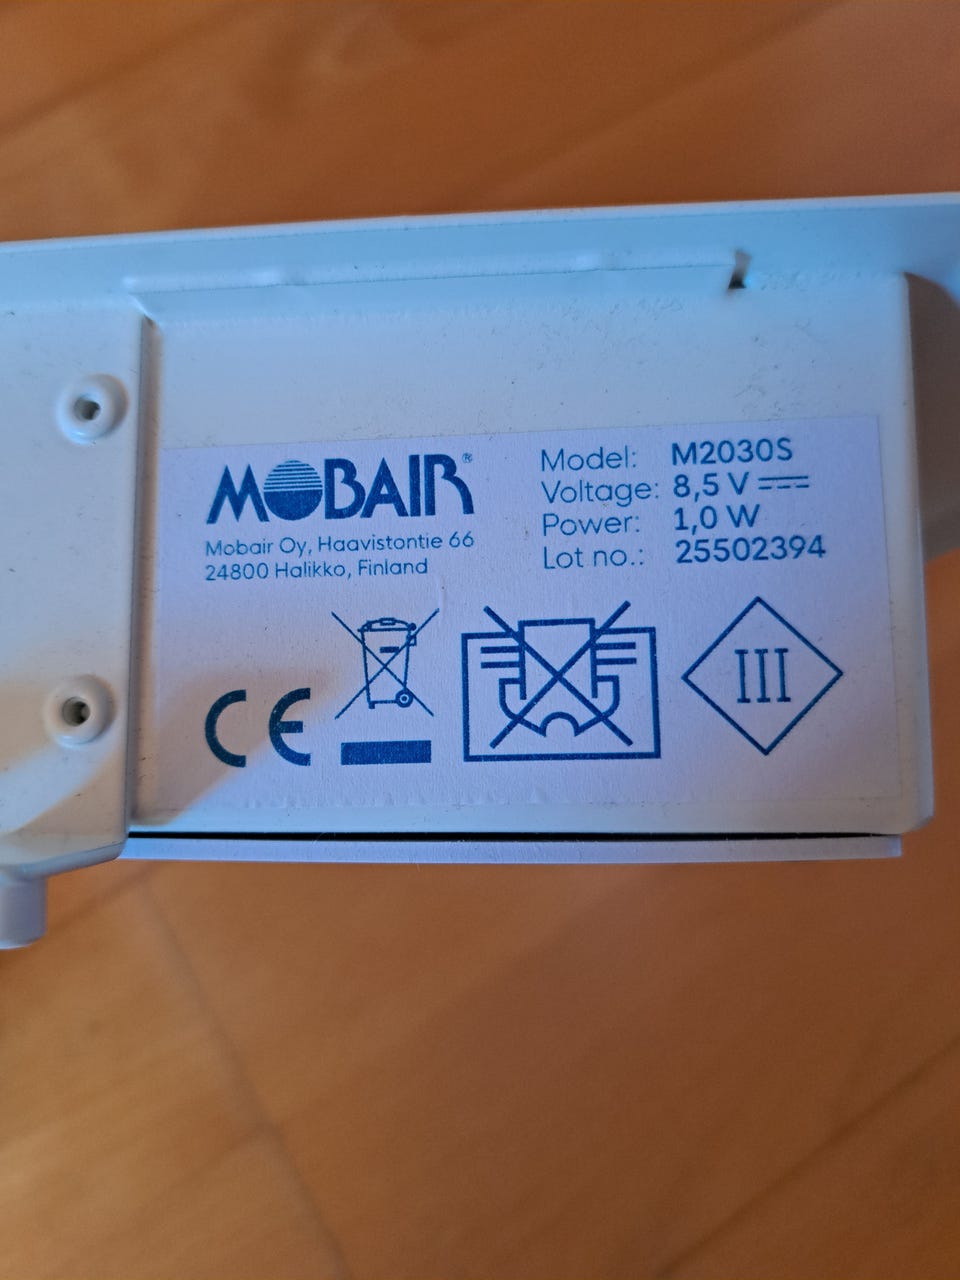 MOBAIR®
Mobair Oy, Haavistontie 66
24800 Halikko, Finland
Model: M2030S
Voltage: 8,5 V ⎓
Power: 1,0 W
Lot no.: 25502394
CE
III